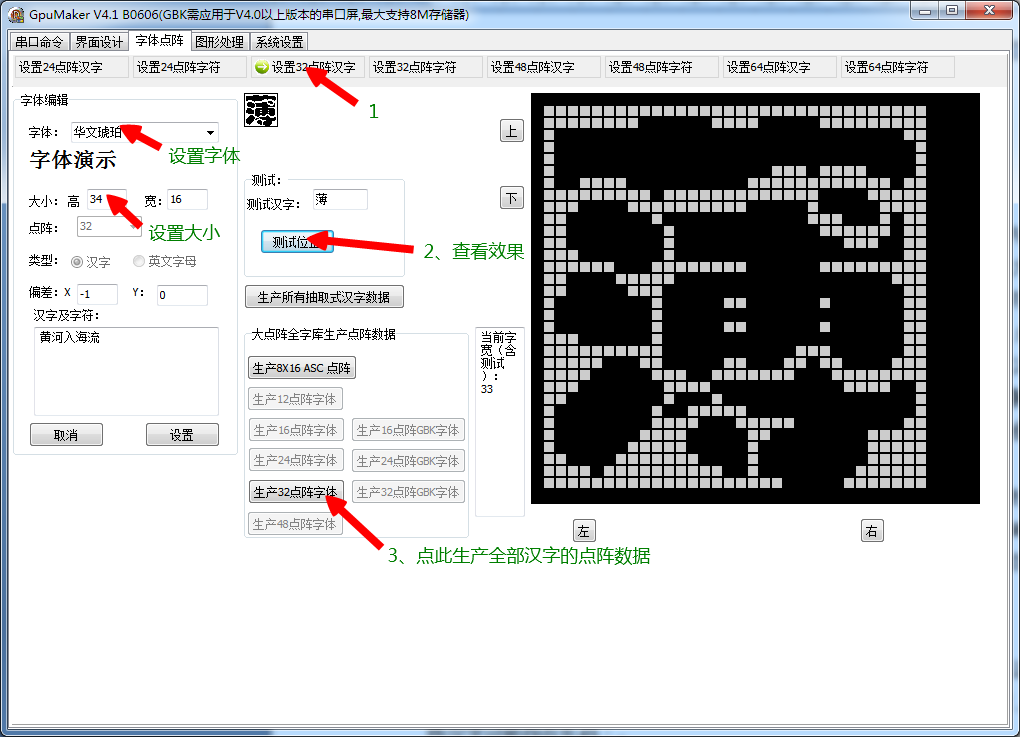 GpuMaker V4.1 B0606(GBK需应用于V4.0以上版本的串口屏,最大支持8M存储器)
串口命令 界面设计 字体点阵 图形处理 系统设置
设置24点阵汉字 设置24点阵字符 设置32点阵汉字 设置32点阵字符 设置48点阵汉字 设置48点阵字符 设置64点阵汉字 设置64点阵字符
1
字体编辑
字体: 华文琥珀
设置字体
字体演示
大小: 高 34 宽: 16
设置大小
点阵: 32
类型: 汉字 英文字母
偏差: X -1 Y: 0
汉字及字符:
黄河入海流
取消 设置
薄
测试:
测试汉字: 薄
测试位
2、查看效果
生产所有抽取式汉字数据
大点阵全字库生产点阵数据
生产8X16 ASC 点阵
生产12点阵字体
生产16点阵字体 生产16点阵GBK字体
生产24点阵字体 生产24点阵GBK字体
生产32点阵字体 生产32点阵GBK字体
生产48点阵字体
3、点此生产全部汉字的点阵数据
当前字
宽(含
测试
):
33
上
下
左 右